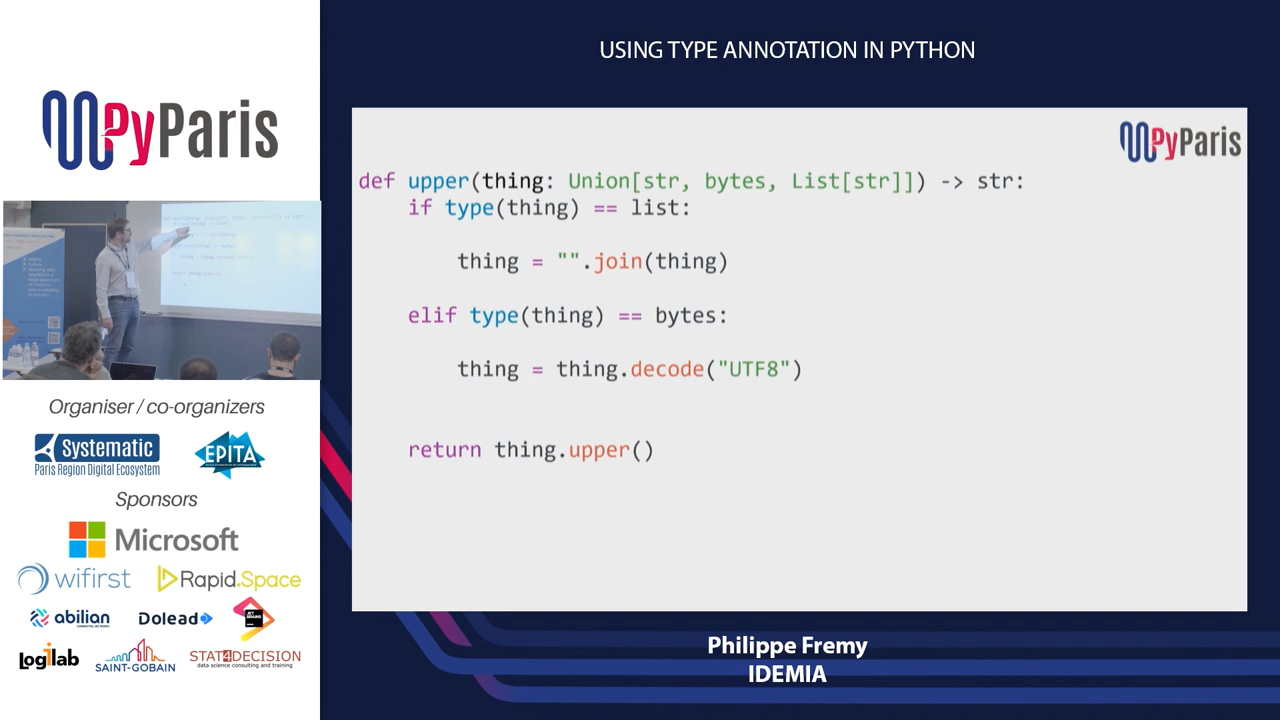 USING TYPE ANNOTATION IN PYTHON
PyParis
PyParis
def upper(thing: Union[str, bytes, List[str]]) -> str:
    if type(thing) == list:
        thing = "".join(thing)
    elif type(thing) == bytes:
        thing = thing.decode("UTF8")
    return thing.upper()
Organiser / co-organizers
Systematic
Paris Region Digital Ecosystem
EPITA
Sponsors
Microsoft
wifirst
Rapid.Space
abilian
Dolead
JET BRAINS
Logilab
SAINT-GOBAIN
STAT4DECISION
data science consulting and training
Philippe Fremy
IDEMIA